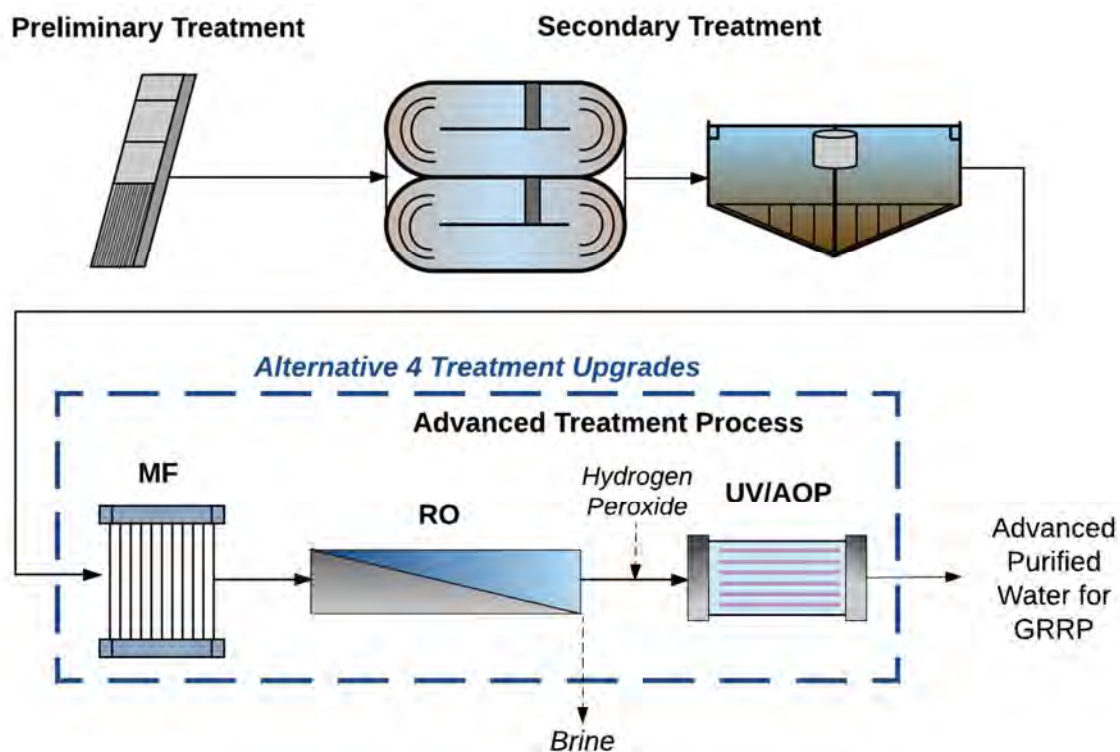 Preliminary Treatment
Secondary Treatment
Alternative 4 Treatment Upgrades
Advanced Treatment Process
MF
RO
Hydrogen
Peroxide
UV/AOP
Advanced
Purified
Water for
GRRP
Brine